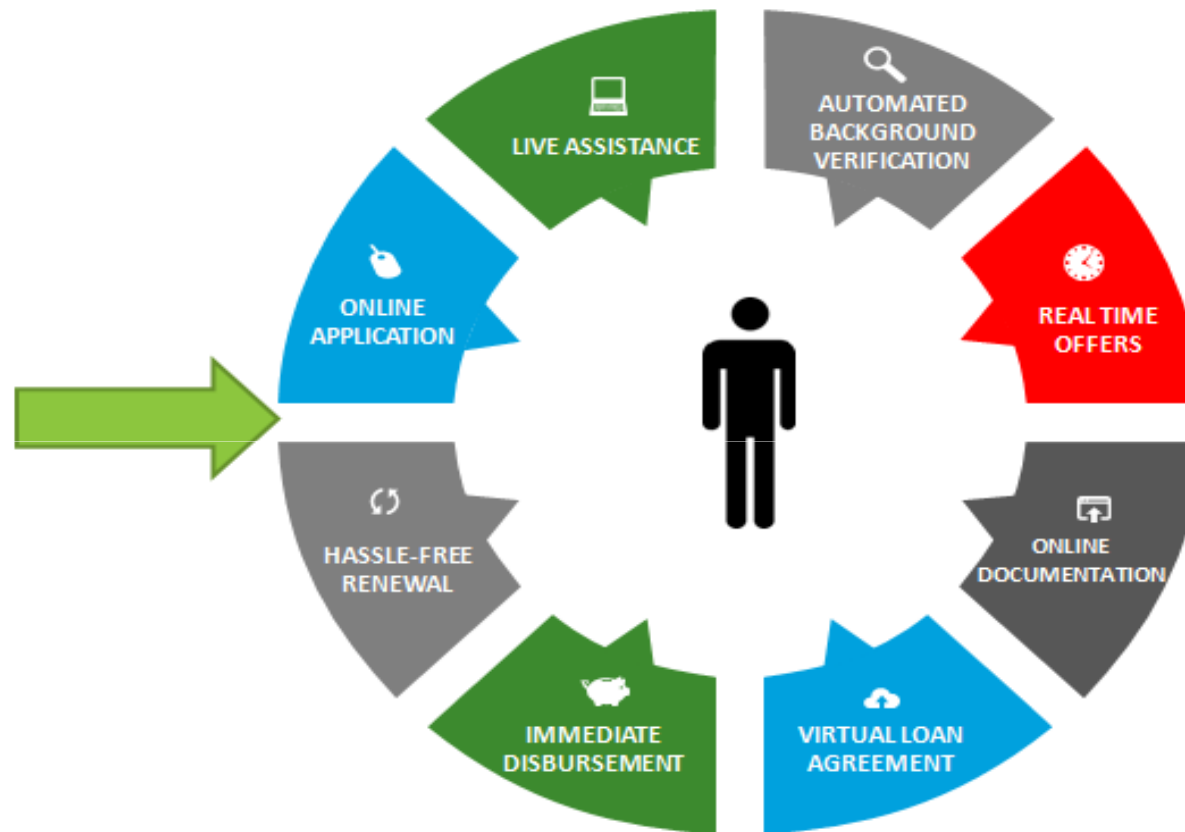 LIVE ASSISTANCE
AUTOMATED
BACKGROUND
VERIFICATION
ONLINE
APPLICATION
REAL TIME
OFFERS
HASSLE-FREE
RENEWAL
ONLINE
DOCUMENTATION
IMMEDIATE
DISBURSEMENT
VIRTUAL LOAN
AGREEMENT